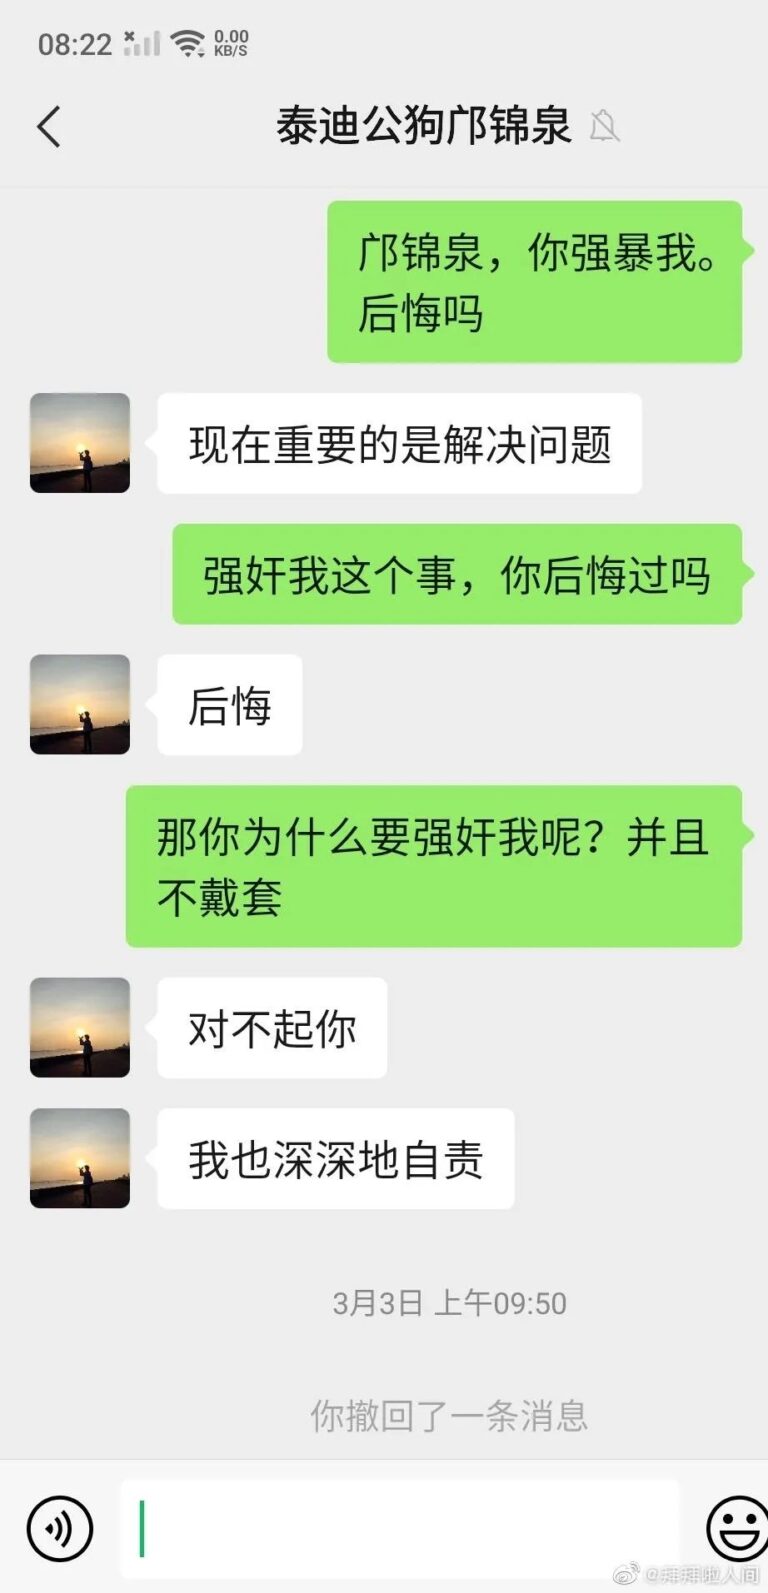 08:22
0.00
KB/S
泰迪公狗邝锦泉
邝锦泉，你强暴我。
后悔吗
现在重要的是解决问题
强奸我这个事，你后悔过吗
后悔
那你为什么要强奸我呢？并且
不戴套
对不起你
我也深深地自责
3月3日 上午09:50
你撤回了一条消息
@拜拜啦人间